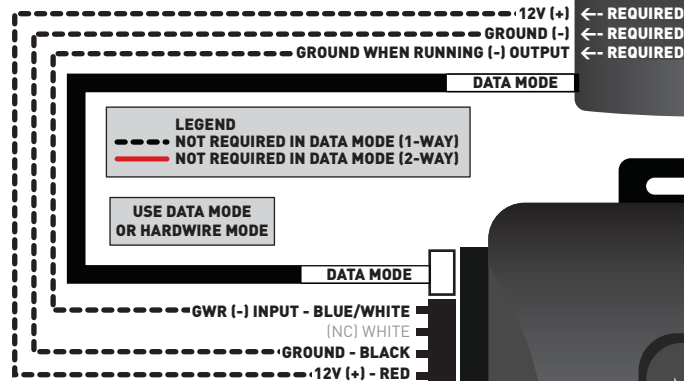 12V (+) ←- REQUIRED
GROUND (-) ←- REQUIRED
GROUND WHEN RUNNING (-) OUTPUT ←- REQUIRED
DATA MODE
LEGEND
NOT REQUIRED IN DATA MODE (1-WAY)
NOT REQUIRED IN DATA MODE (2-WAY)
USE DATA MODE
OR HARDWIRE MODE
DATA MODE
GWR (-) INPUT - BLUE/WHITE
(NC) WHITE
GROUND - BLACK
12V (+) - RED